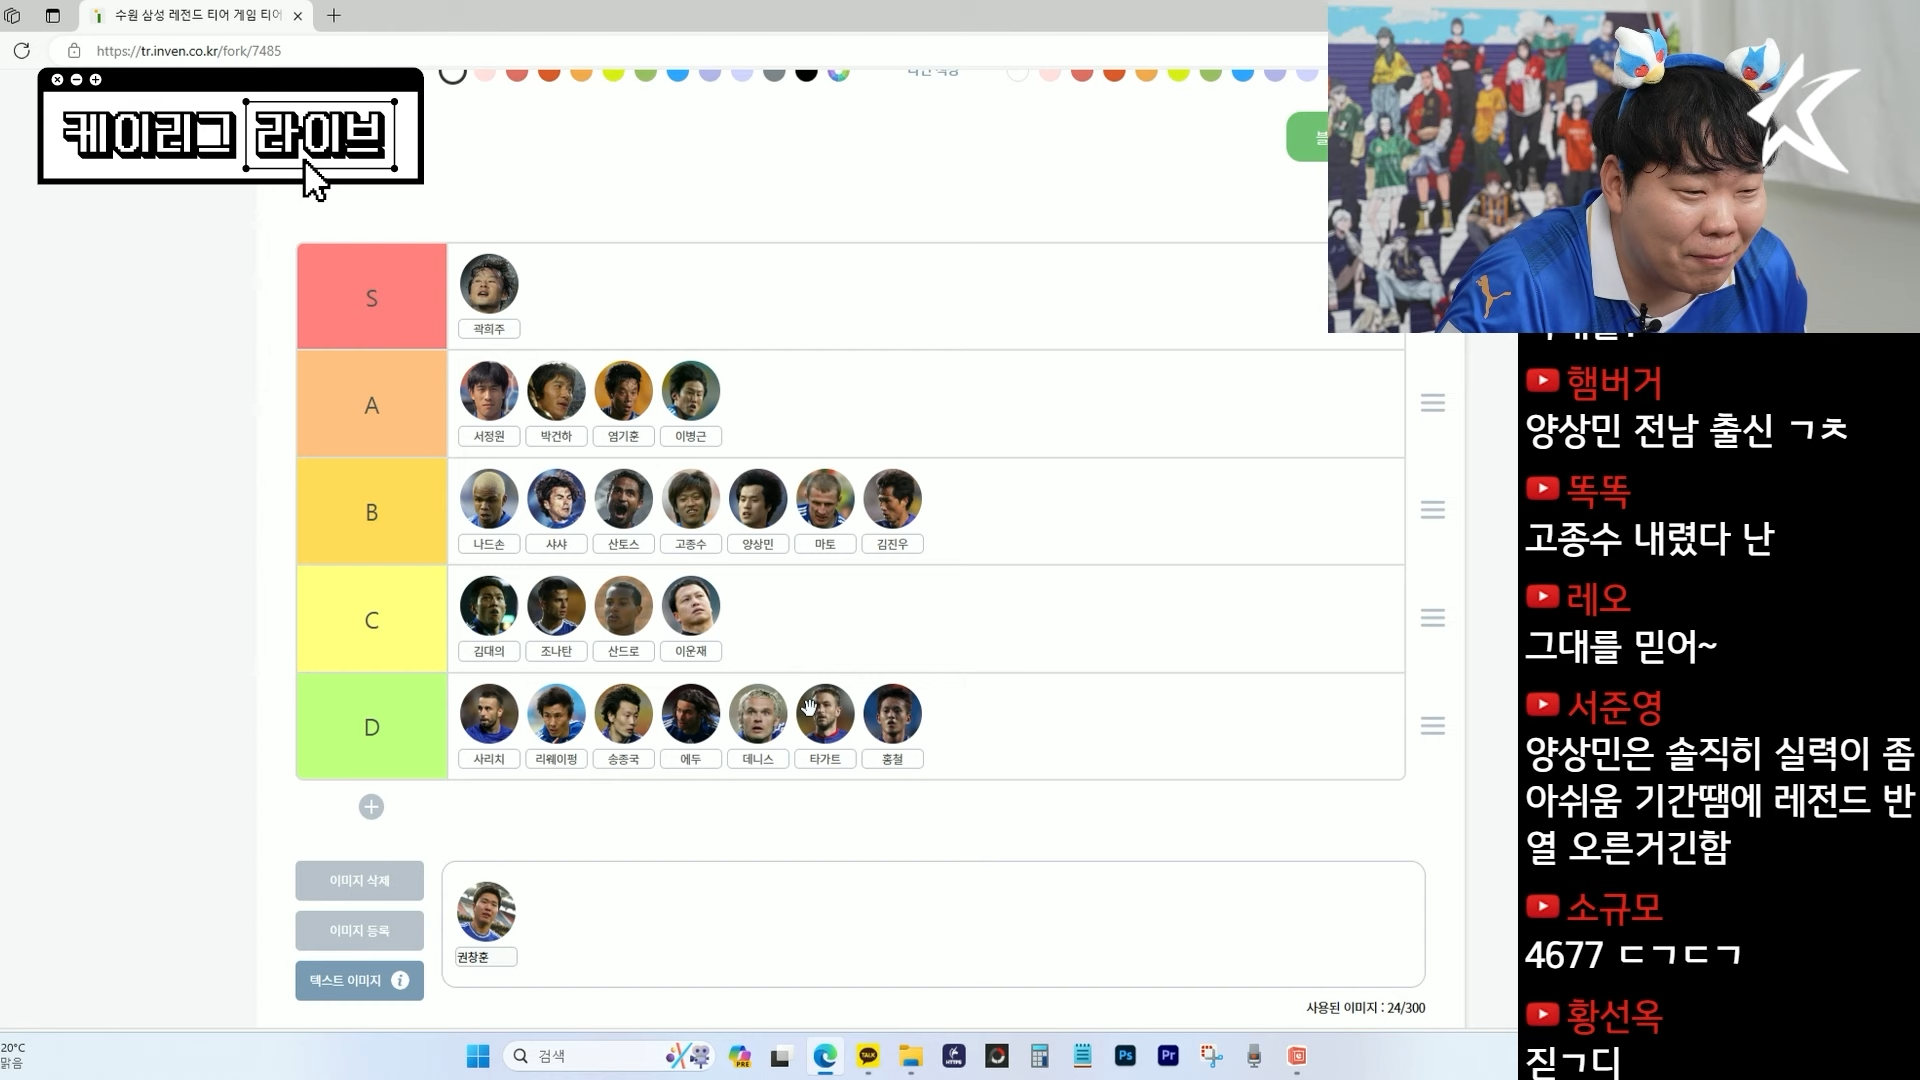 수원 삼성 레전드 티어 게임 티어
https://tr.inven.co.kr/fork/7485
케이리그 라이브
S
곽희주
A
서정원 박건하 염기훈 이병근
B
나드손 샤샤 산토스 고종수 양상민 마토 김진우
C
김대의 조나탄 산드로 이운재
D
사리치 리웨이펑 송종국 에두 데니스 타가트 홍철
이미지 삭제
이미지 등록
텍스트 이미지 i
권창훈
사용된 이미지 : 24/300
햄버거
양상민 전남 출신 ㄱㅊ
똑똑
고종수 내렸다 난
레오
그대를 믿어~
서준영
양상민은 솔직히 실력이 좀
아쉬움 기간땜에 레전드 반
열 오른거긴함
소규모
4677 ㄷㄱㄷㄱ
황선옥
짇ㄱ디
20°C
맑음
검색
PRE
TALK
HTTPS
Ps
Pr